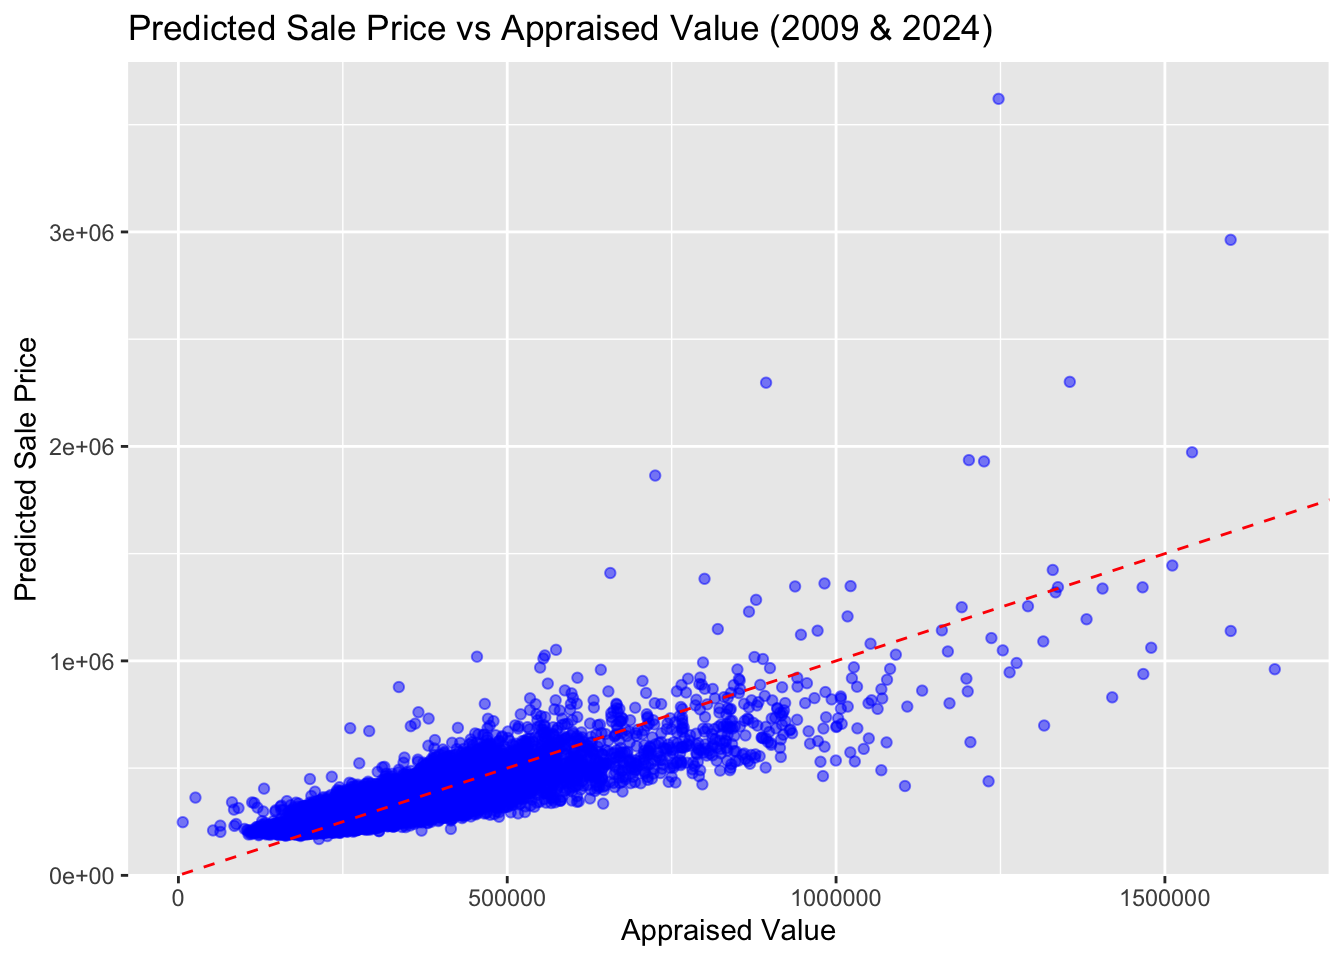 Predicted Sale Price vs Appraised Value (2009 & 2024)
Predicted Sale Price
3e+06
2e+06
1e+06
0e+00
0
500000
1000000
1500000
Appraised Value